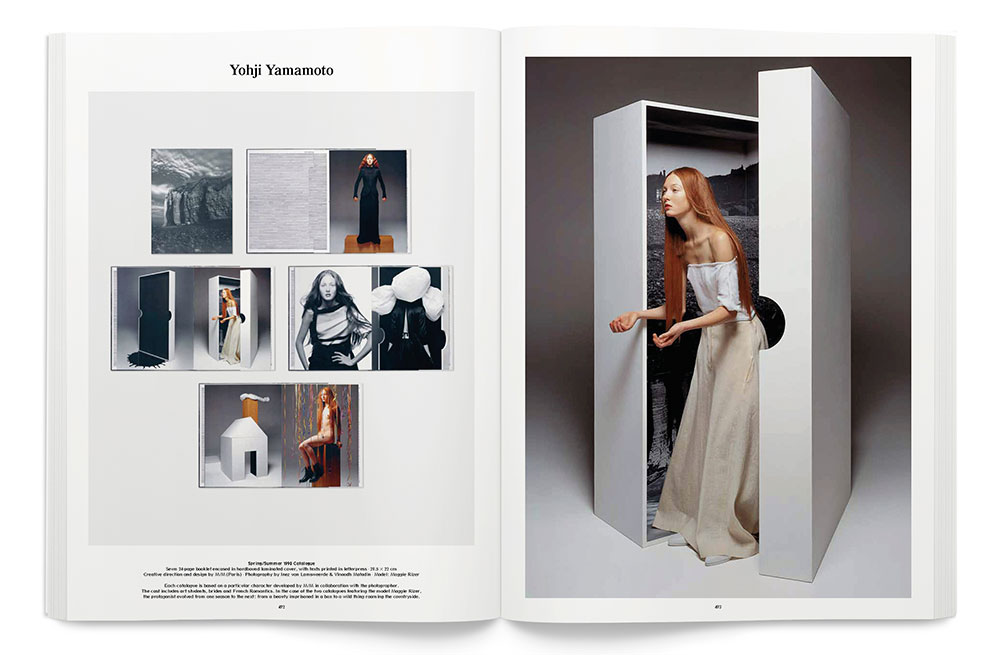 Yohji Yamamoto
Spring/Summer 1998 Catalogue
Seven 24-page booklet encased in hardbound laminated cover, with texts printed in letterpress · 29.5 × 22 cm
Creative direction and design by M/M (Paris) · Photography by Inez van Lamsweerde & Vinoodh Matadin · Model: Maggie Rizer
Each catalogue is based on a particular character developed by M/M in collaboration with the photographer.
The cast includes art students, brides and French Romantics. In the case of the two catalogues featuring the model Maggie Rizer,
the protagonist evolved from one season to the next: from a beauty imprisoned in a box to a wild thing roaming the countryside.
472
473